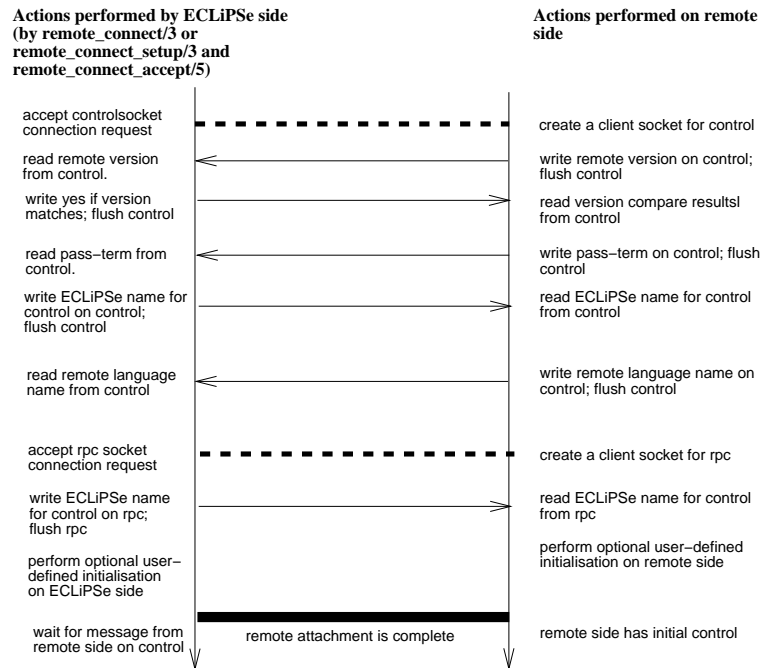 Actions performed by ECLiPSe side
(by remote_connect/3 or
remote_connect_setup/3 and
remote_connect_accept/5)
Actions performed on remote
side
accept controlsocket
connection request
create a client socket for control
read remote version
from control.
write remote version on control;
flush control
write yes if version
matches; flush control
read version compare resultsl
from control
read pass−term from
control.
write pass−term on control; flush
control
write ECLiPSe name for
control on control;
flush control
read ECLiPSe name for control
from control
read remote language
name from control
write remote language name on
control; flush control
accept rpc socket
connection request
create a client socket for rpc
write ECLiPSe name
for control on rpc;
flush rpc
read ECLiPSe name for control
from rpc
perform optional user−
defined initialisation
on ECLiPSe side
perform optional user−defined
initialisation on remote side
wait for message from
remote side on control
remote attachment is complete
remote side has initial control